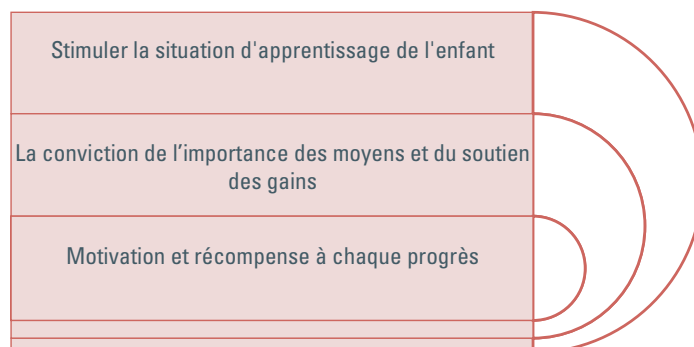 Stimuler la situation d'apprentissage de l'enfant
La conviction de l’importance des moyens et du soutien
des gains
Motivation et récompense à chaque progrès